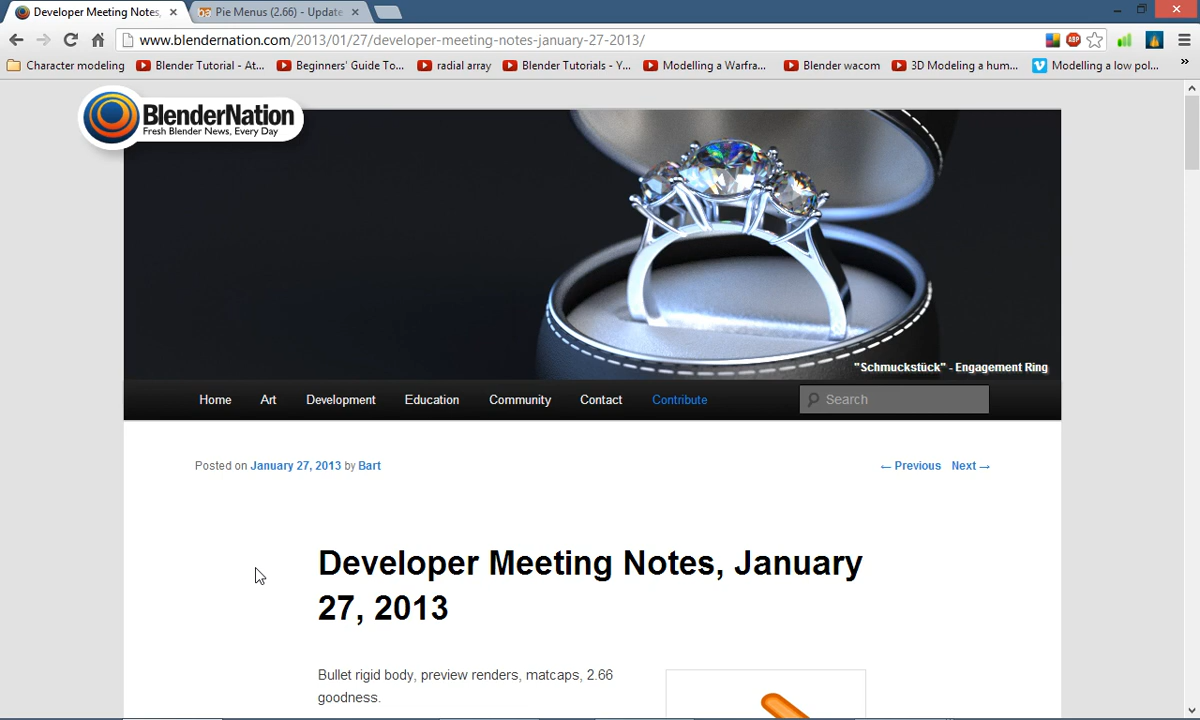 Developer Meeting Notes,
Pie Menus (2.66) - Update
www.blendernation.com/2013/01/27/developer-meeting-notes-january-27-2013/
ABP
Character modeling
Blender Tutorial - At...
Beginners' Guide To...
radial array
Blender Tutorials - Y...
Modelling a Warfra...
Blender wacom
3D Modeling a hum...
Modelling a low pol...
»
BlenderNation
Fresh Blender News, Every Day
"Schmuckstück" - Engagement Ring
Home Art Development Education Community Contact Contribute Search
Posted on January 27, 2013 by Bart
← Previous Next →
Developer Meeting Notes, January
27, 2013
Bullet rigid body, preview renders, matcaps, 2.66
goodness.